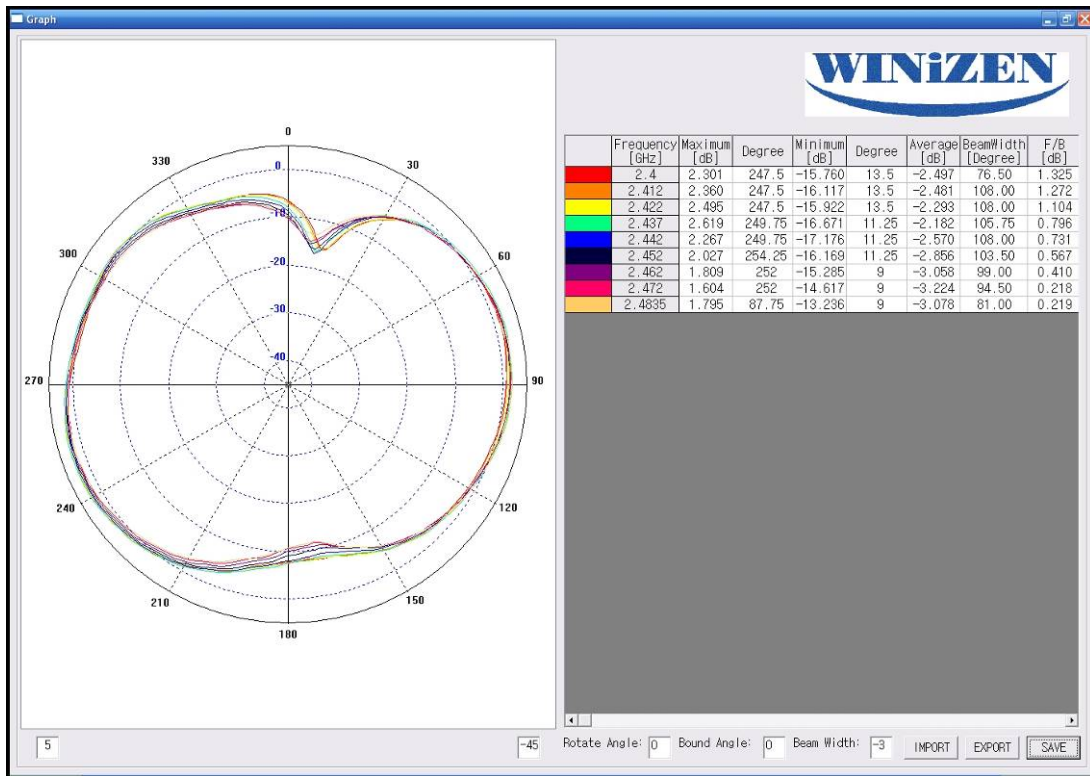 Graph
WINiZEN
0
30
60
90
120
150
180
210
240
270
300
330
0
-10
-20
-30
-40
Frequency [GHz] Maximum [dB] Degree Minimum [dB] Degree Average [dB] BeamWidth [Degree] F/B [dB]
2.4 2.301 247.5 -15.760 13.5 -2.497 76.50 1.325
2.412 2.360 247.5 -16.117 13.5 -2.481 108.00 1.272
2.422 2.495 247.5 -15.922 13.5 -2.293 108.00 1.104
2.437 2.619 249.75 -16.671 11.25 -2.182 105.75 0.796
2.442 2.267 249.75 -17.176 11.25 -2.570 108.00 0.731
2.452 2.027 254.25 -16.169 11.25 -2.856 103.50 0.567
2.462 1.809 252 -15.285 9 -3.058 99.00 0.410
2.472 1.604 252 -14.617 9 -3.224 94.50 0.218
2.4835 1.795 87.75 -13.236 9 -3.078 81.00 0.219
5 -45 Rotate Angle: 0 Bound Angle: 0 Beam Width: -3 IMPORT EXPORT SAVE